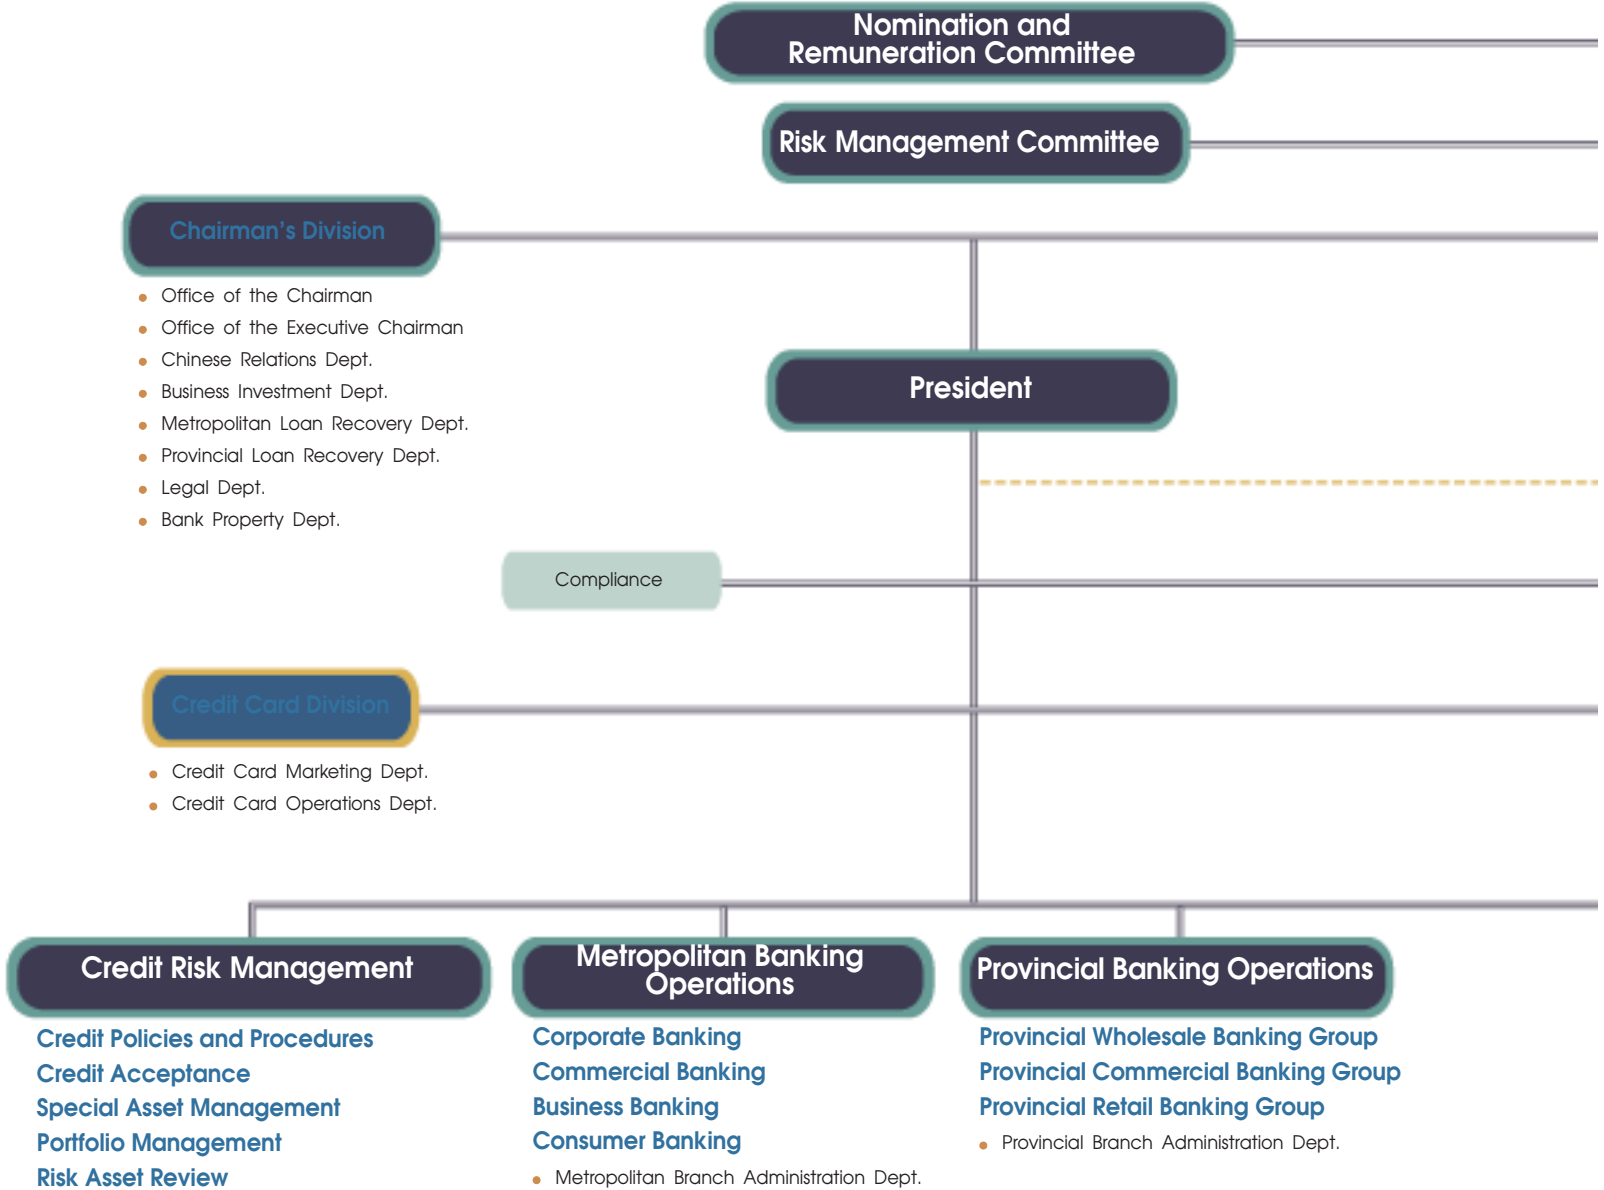 Nomination and
Remuneration Committee
Risk Management Committee
Chairman's Division
Office of the Chairman
Office of the Executive Chairman
Chinese Relations Dept.
Business Investment Dept.
Metropolitan Loan Recovery Dept.
Provincial Loan Recovery Dept.
Legal Dept.
Bank Property Dept.
President
Compliance
Credit Card Division
Credit Card Marketing Dept.
Credit Card Operations Dept.
Credit Risk Management
Credit Policies and Procedures
Credit Acceptance
Special Asset Management
Portfolio Management
Risk Asset Review
Metropolitan Banking
Operations
Corporate Banking
Commercial Banking
Business Banking
Consumer Banking
Metropolitan Branch Administration Dept.
Provincial Banking Operations
Provincial Wholesale Banking Group
Provincial Commercial Banking Group
Provincial Retail Banking Group
Provincial Branch Administration Dept.